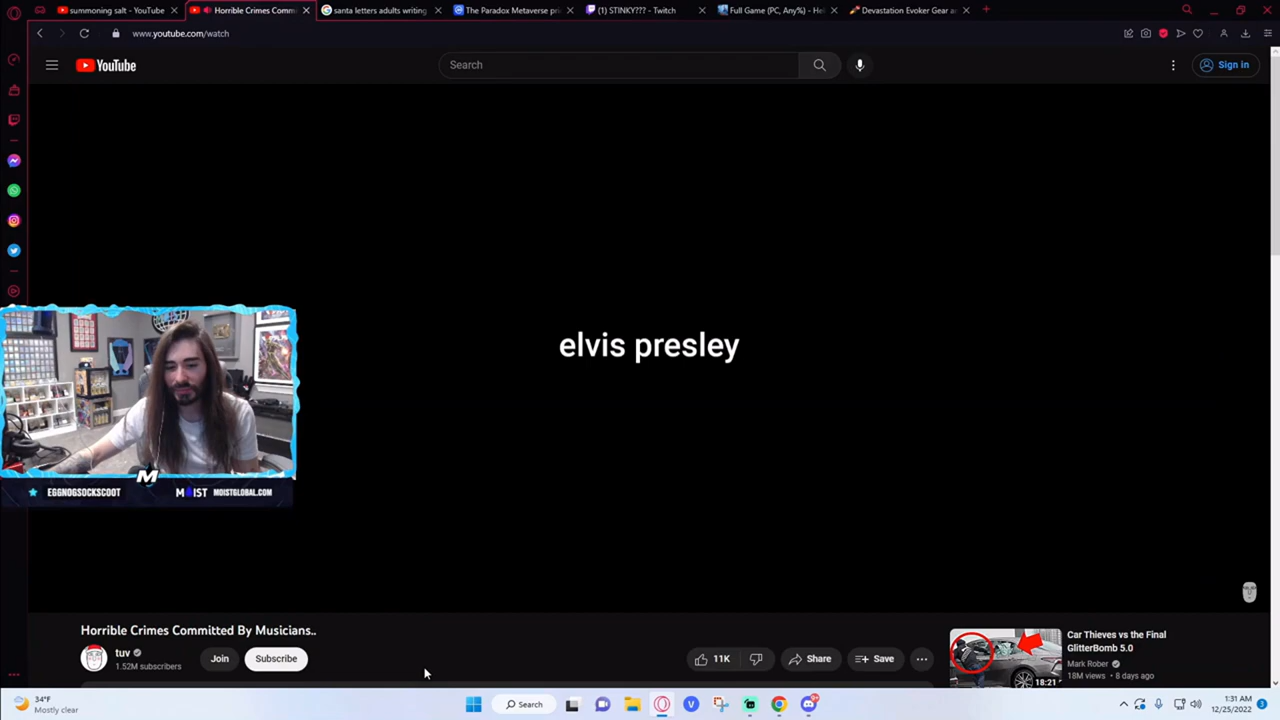 summoning salt - YouTube
Horrible Crimes Comm
santa letters adults writing
The Paradox Metaverse pri
(1) STINKY??? - Twitch
Full Game (PC, Any%) - Hel
Devastation Evoker Gear an
www.youtube.com/watch
YouTube
Search
Sign in
elvis presley
M
EGGNOGSOCKSCOOT
MOIST
MOISTGLOBAL.COM
Horrible Crimes Committed By Musicians..
tuv
1.52M subscribers
Join
Subscribe
11K
Share
Save
Car Thieves vs the Final
GlitterBomb 5.0
Mark Rober
18M views • 8 days ago
18:21
34°F
Mostly clear
Search
1:31 AM
12/25/2022